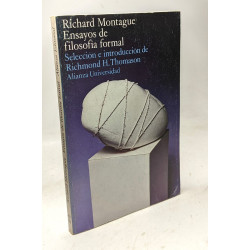 Richard Montague:
Ensayos de
filosofía formal
Selección e introducción de
Richmond H. Thomason
Alianza Universidad